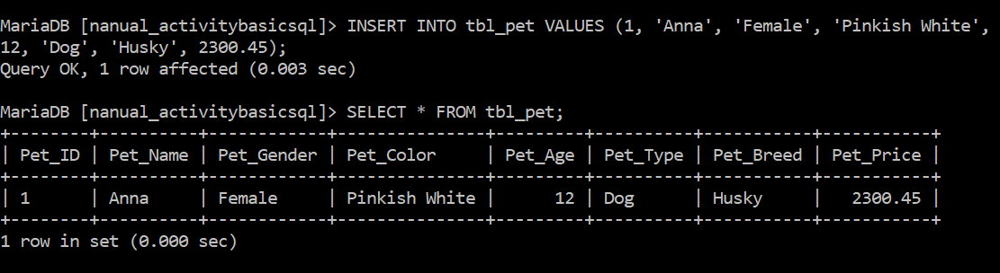 MariaDB [nanual_activitybasicsql]> INSERT INTO tbl_pet VALUES (1, 'Anna', 'Female', 'Pinkish White',
12, 'Dog', 'Husky', 2300.45);
Query OK, 1 row affected (0.003 sec)

MariaDB [nanual_activitybasicsql]> SELECT * FROM tbl_pet;
+--------+----------+------------+---------------+---------+----------+-----------+-----------+
| Pet_ID | Pet_Name | Pet_Gender | Pet_Color     | Pet_Age | Pet_Type | Pet_Breed | Pet_Price |
+--------+----------+------------+---------------+---------+----------+-----------+-----------+
| 1      | Anna     | Female     | Pinkish White |      12 | Dog      | Husky     |   2300.45 |
+--------+----------+------------+---------------+---------+----------+-----------+-----------+
1 row in set (0.000 sec)